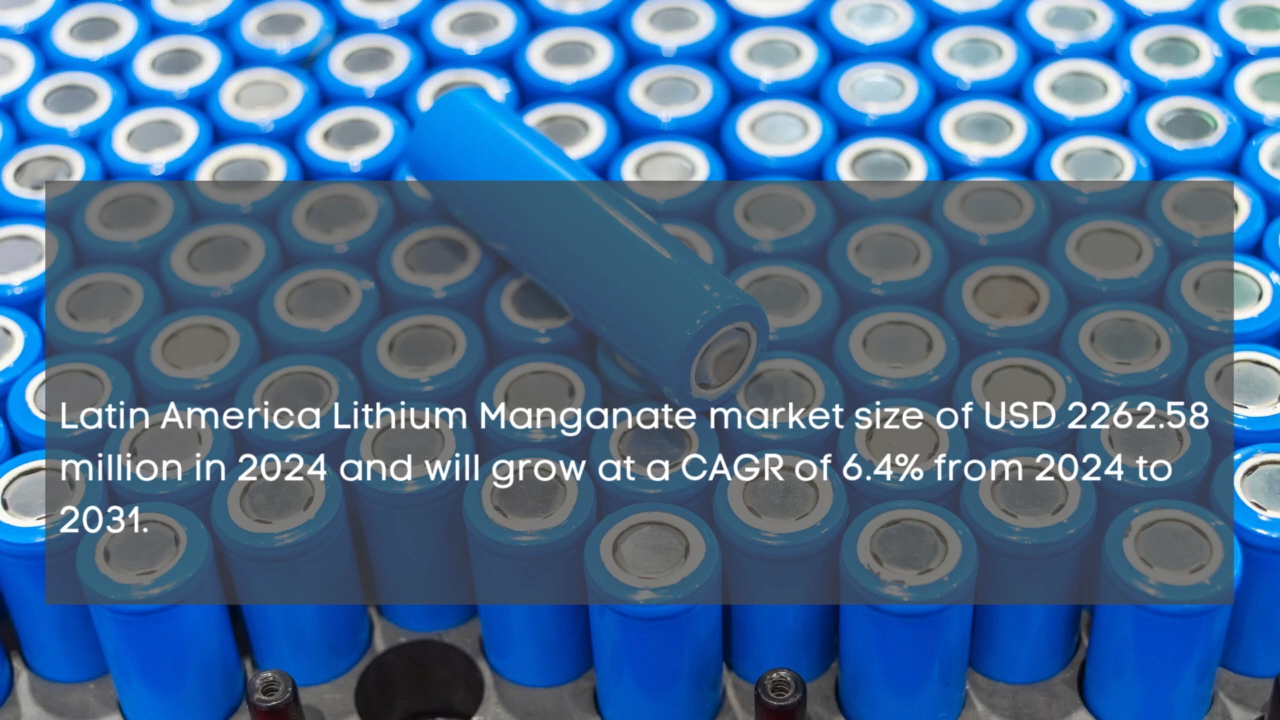 Latin America Lithium Manganate market size of USD 2262.58
million in 2024 and will grow at a CAGR of 6.4% from 2024 to
2031.